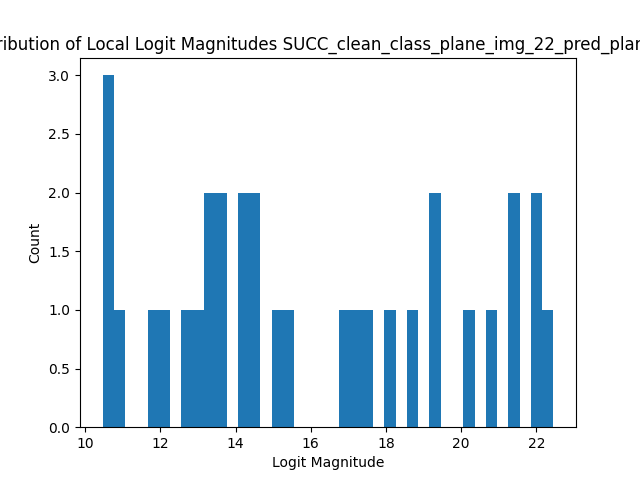 ribution of Local Logit Magnitudes SUCC_clean_class_plane_img_22_pred_plan
3.0
2.5
2.0
1.5
1.0
0.5
0.0
Count
10 12 14 16 18 20 22
Logit Magnitude